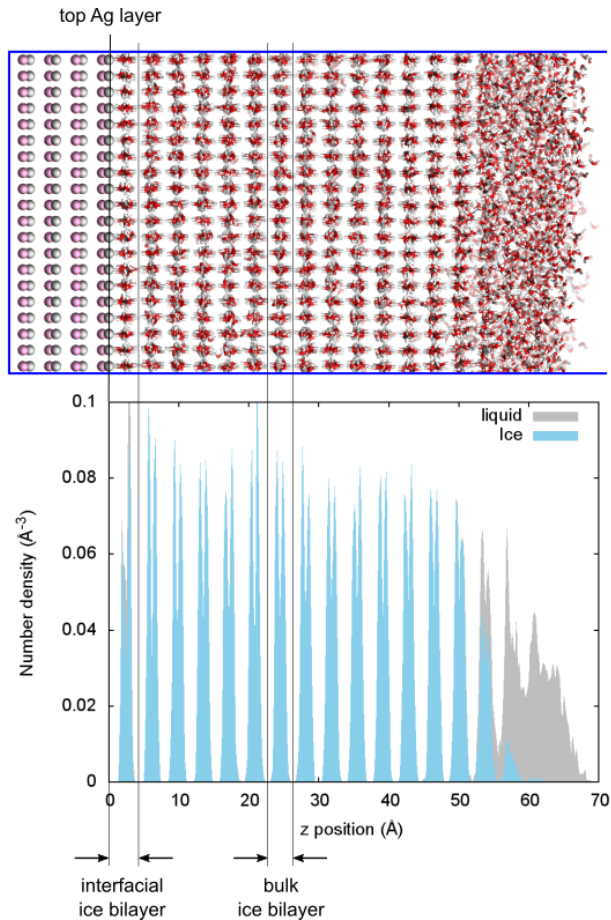 top Ag layer
0.1
0.08
0.06
0.04
0.02
0
Number density (Å⁻³)
liquid
Ice
0 10 20 30 40 50 60 70
z position (Å)
interfacial
ice bilayer
bulk
ice bilayer